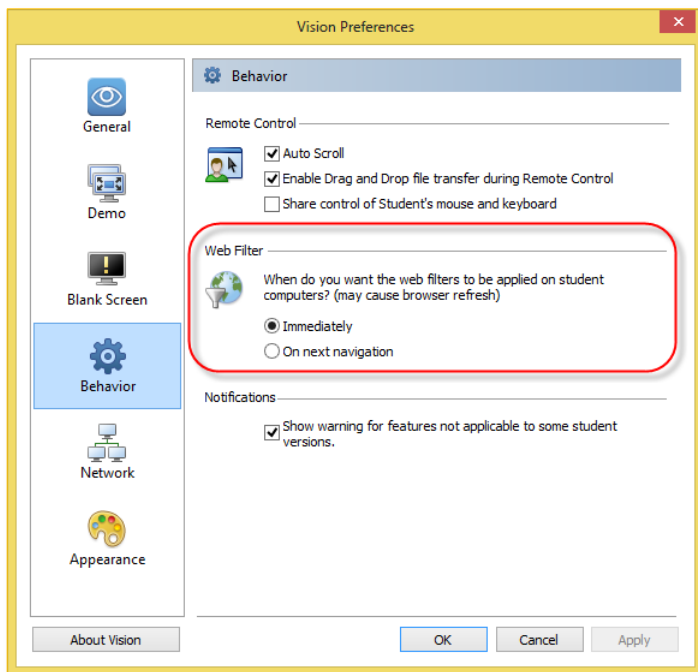 Vision Preferences
General
Demo
Blank Screen
Behavior
Network
Appearance
About Vision
Behavior
Remote Control
Auto Scroll
Enable Drag and Drop file transfer during Remote Control
Share control of Student's mouse and keyboard
Web Filter
When do you want the web filters to be applied on student
computers? (may cause browser refresh)
Immediately
On next navigation
Notifications
Show warning for features not applicable to some student
versions.
OK
Cancel
Apply